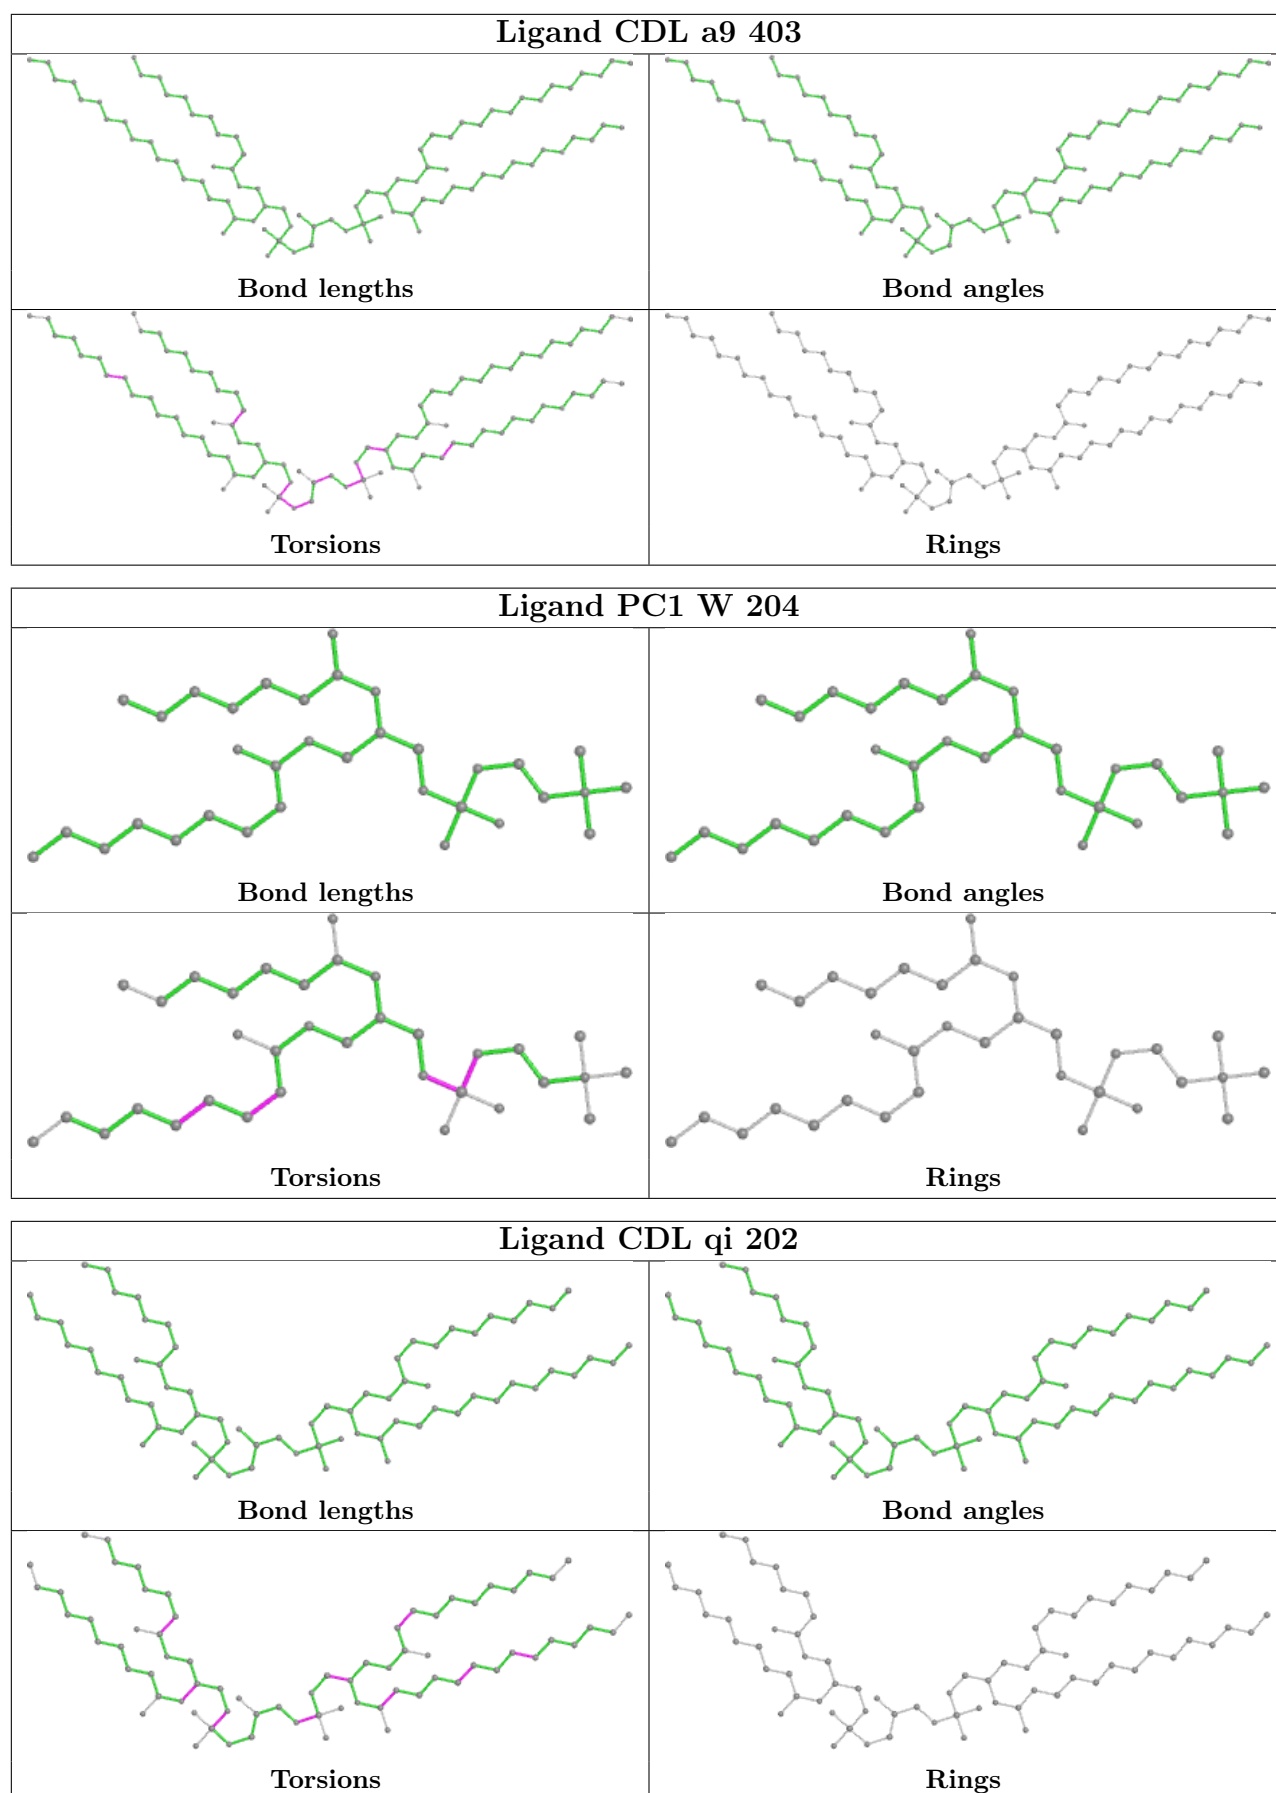 Ligand CDL a9 403
Bond lengths
Bond angles
Torsions
Rings
Ligand PC1 W 204
Bond lengths
Bond angles
Torsions
Rings
Ligand CDL qi 202
Bond lengths
Bond angles
Torsions
Rings